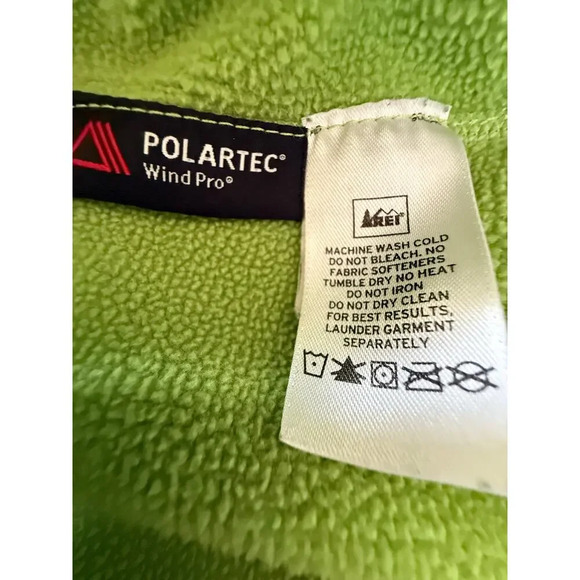 POLARTEC®
Wind Pro®
REI
MACHINE WASH COLD
DO NOT BLEACH. NO
FABRIC SOFTENERS
TUMBLE DRY NO HEAT
DO NOT IRON
DO NOT DRY CLEAN
FOR BEST RESULTS,
LAUNDER GARMENT
SEPARATELY